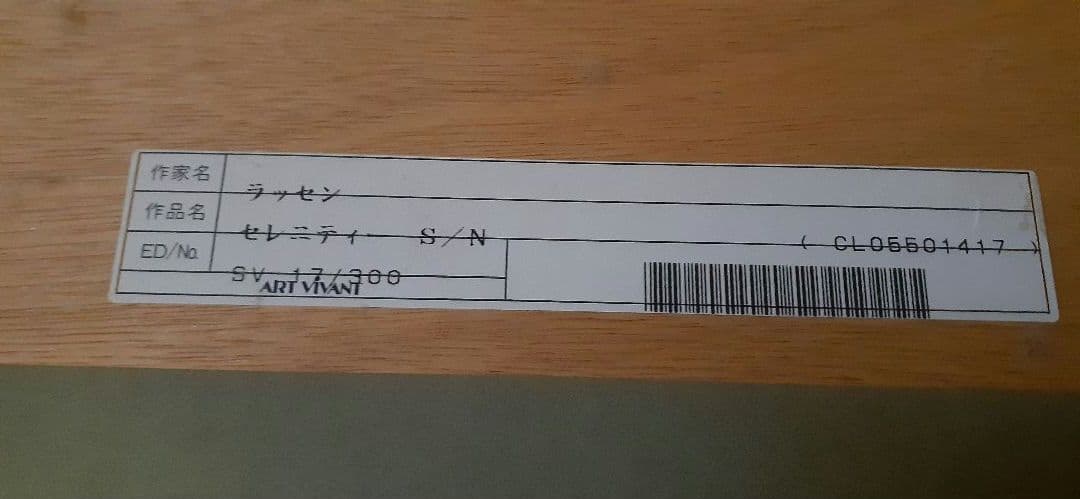 作家名 ラッセン
作品名 セレニティー S/N ( CL05501417 )
ED/No. SV 17/300
ART VIVANT